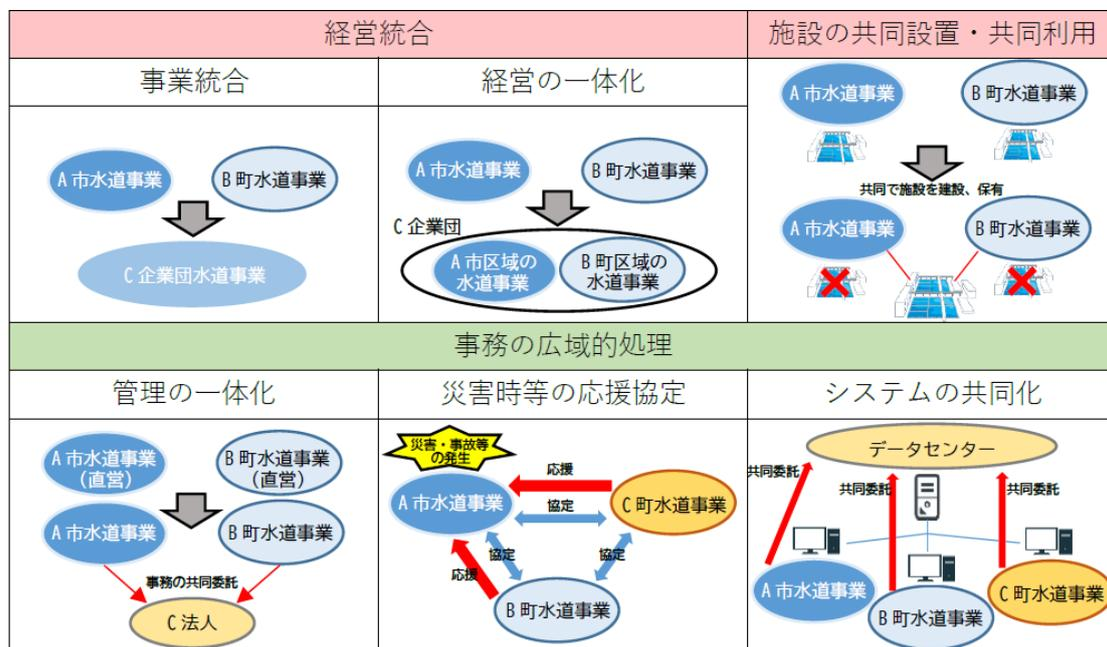 経営統合
施設の共同設置・共同利用
事業統合
経営の一体化
A市水道事業
B町水道事業
C企業団水道事業
A市水道事業
B町水道事業
C企業団
A市区域の
水道事業
B町区域の
水道事業
A市水道事業
B町水道事業
共同で施設を建設、保有
A市水道事業
B町水道事業
事務の広域的処理
管理の一体化
災害時等の応援協定
システムの共同化
A市水道事業
(直営)
B町水道事業
(直営)
A市水道事業
B町水道事業
事務の共同委託
C法人
災害・事故等
の発生
A市水道事業
応援
協定
C町水道事業
協定
応援
協定
B町水道事業
データセンター
共同委託
共同委託
共同委託
A市水道事業
B町水道事業
C町水道事業